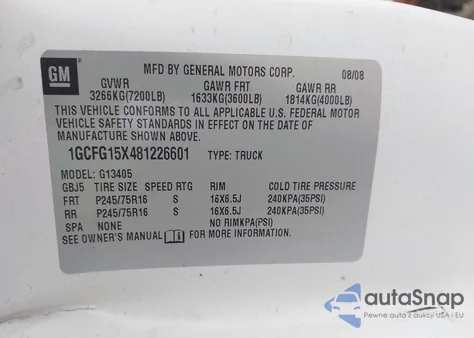 GM
MFD BY GENERAL MOTORS CORP. 08/08
GVWR GAWR FRT GAWR RR
3266KG(7200LB) 1633KG(3600LB) 1814KG(4000LB)
THIS VEHICLE CONFORMS TO ALL APPLICABLE U.S. FEDERAL MOTOR
VEHICLE SAFETY STANDARDS IN EFFECT ON THE DATE OF
MANUFACTURE SHOWN ABOVE.
1GCFG15X481226601 TYPE: TRUCK
MODEL: G13405
GBJ5 TIRE SIZE SPEED RTG RIM COLD TIRE PRESSURE
FRT P245/75R16 S 16X6.5J 240KPA(35PSI)
RR P245/75R16 S 16X6.5J 240KPA(35PSI)
SPA NONE NO RIMKPA(PSI)
SEE OWNER'S MANUAL i FOR MORE INFORMATION.
autoSnap
Pewne auta z aukcji USA i EU